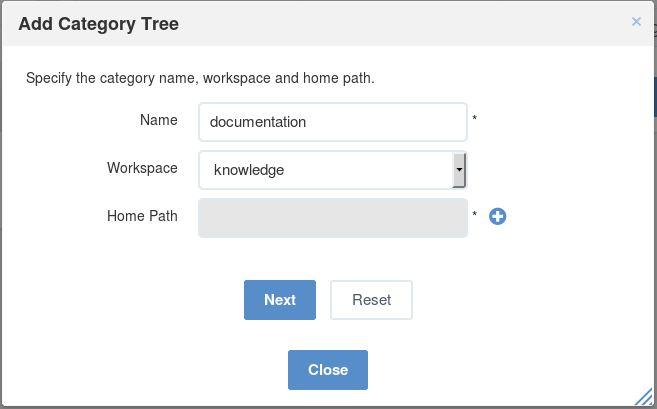 Add Category Tree ×
Specify the category name, workspace and home path.
Name documentation *
Workspace knowledge
Home Path *
Next Reset
Close